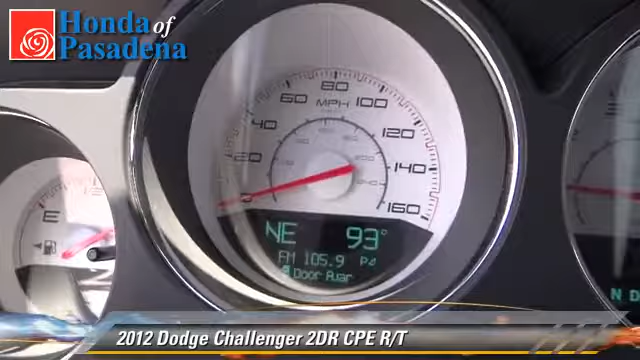 Honda of
Pasadena
80
60 100
MPH
40 120
20 140
0 160
E
NE 93°
FM 105.9
Door Ajar
N D
2012 Dodge Challenger 2DR CPE R/T